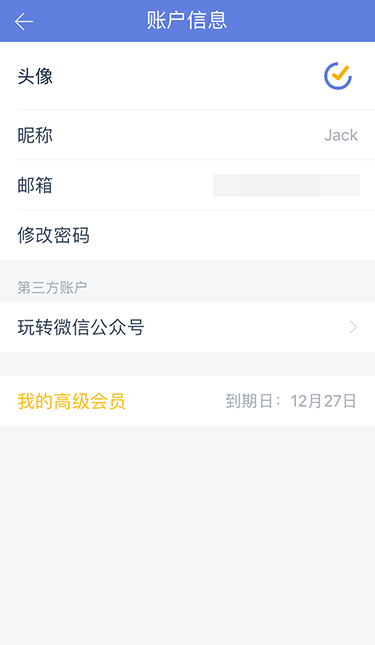 账户信息
头像
昵称 Jack
邮箱
修改密码
第三方账户
玩转微信公众号
我的高级会员 到期日：12月27日